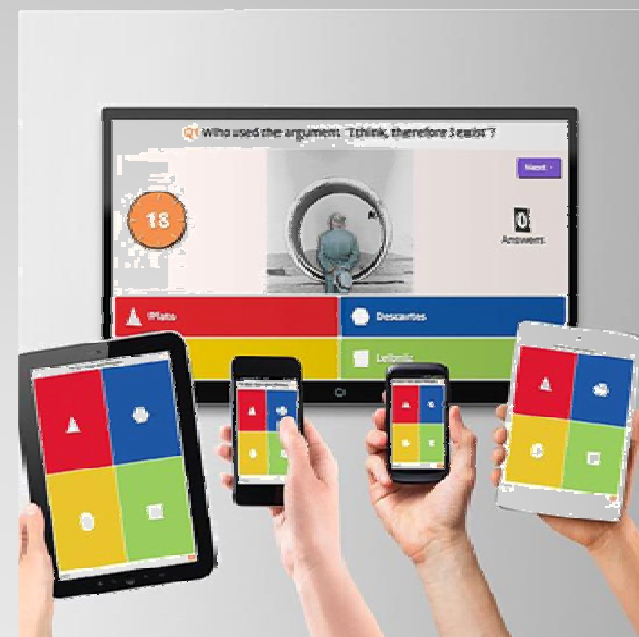 Q1 Who used the argument "I think, therefore I exist"?
Next
18
0
Answers
Plato
Descartes
Leibniz